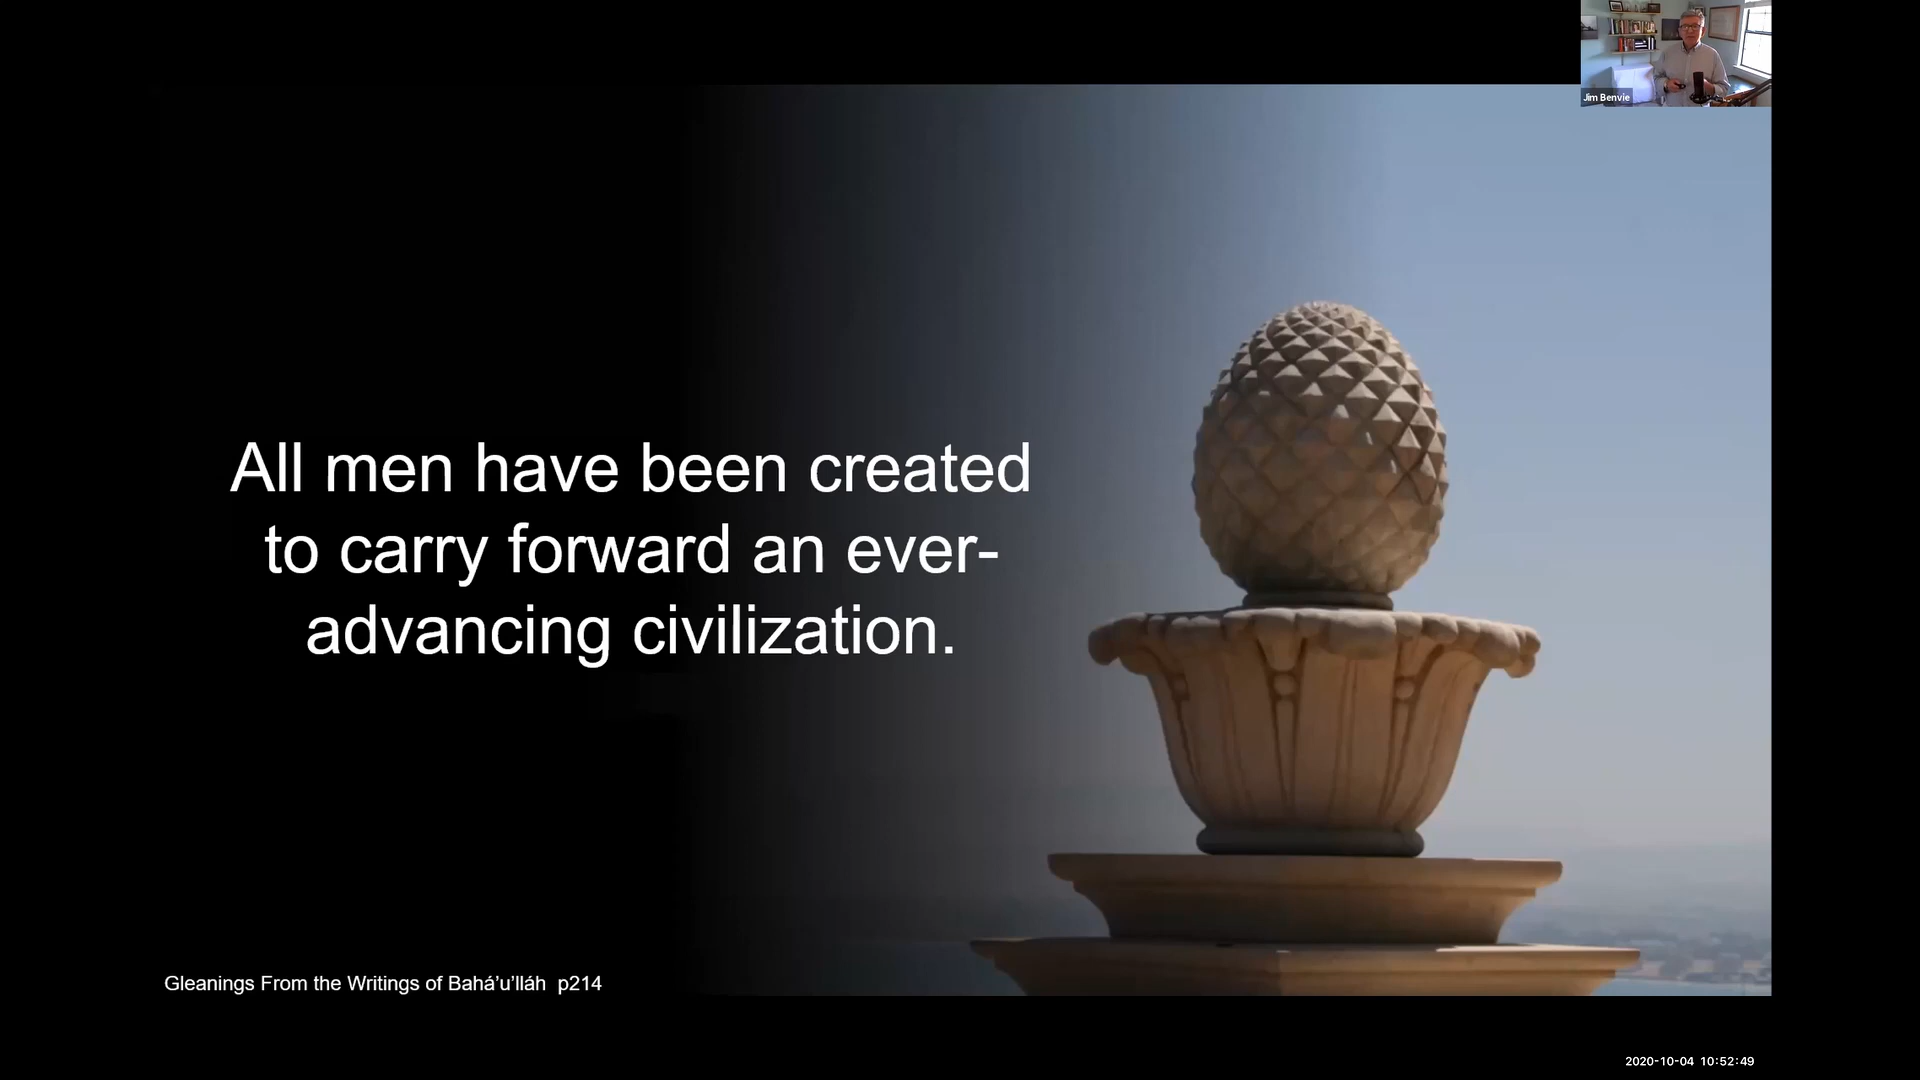 Jim Benvie
All men have been created
to carry forward an ever-
advancing civilization.
Gleanings From the Writings of Bahá’u’lláh  p214
2020-10-04 10:52:49